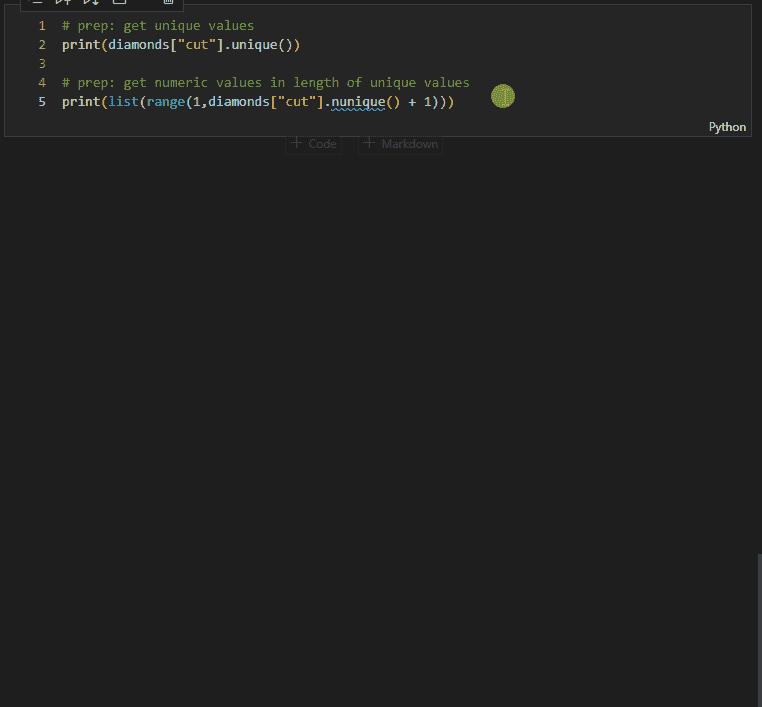 1 # prep: get unique values
2 print(diamonds["cut"].unique())
3
4 # prep: get numeric values in length of unique values
5 print(list(range(1,diamonds["cut"].nunique() + 1)))
Python
+ Code + Markdown